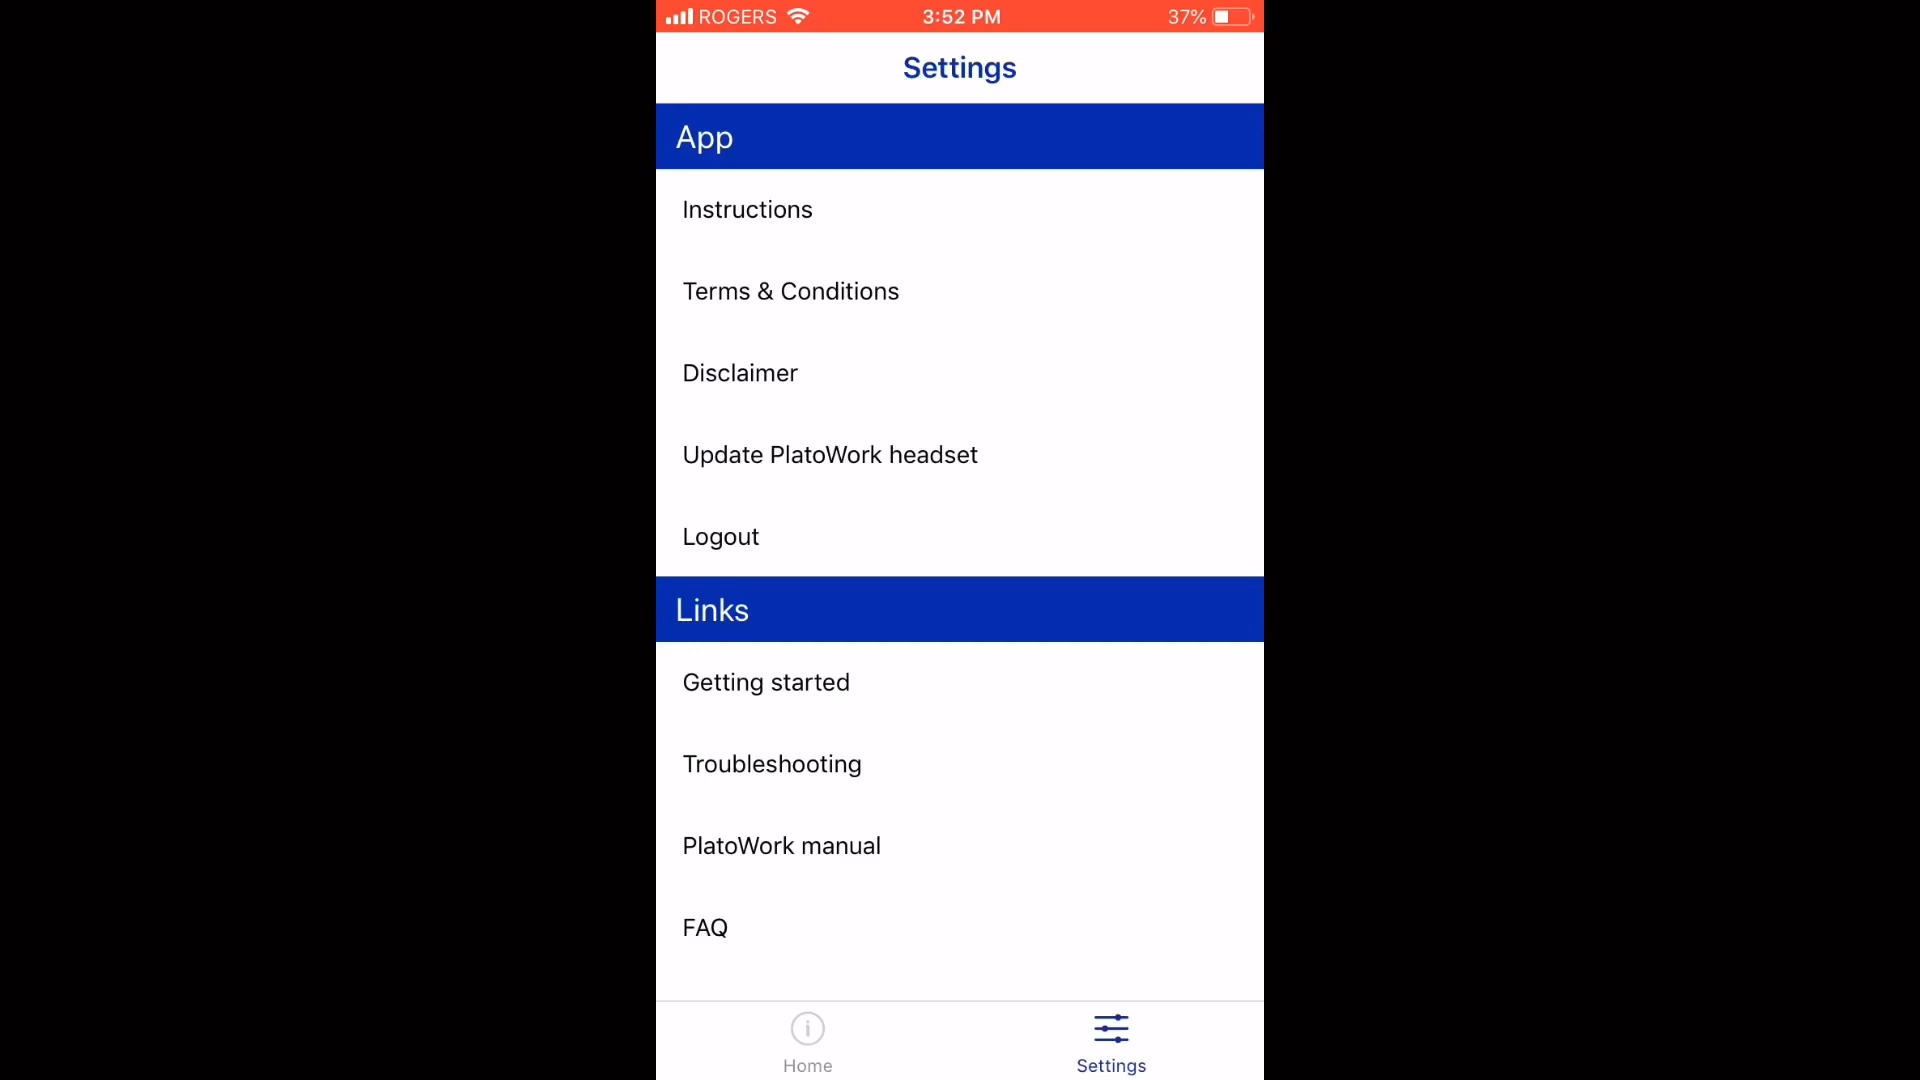 ROGERS 3:52 PM 37%
Settings
App
Instructions
Terms & Conditions
Disclaimer
Update PlatoWork headset
Logout
Links
Getting started
Troubleshooting
PlatoWork manual
FAQ
Home Settings